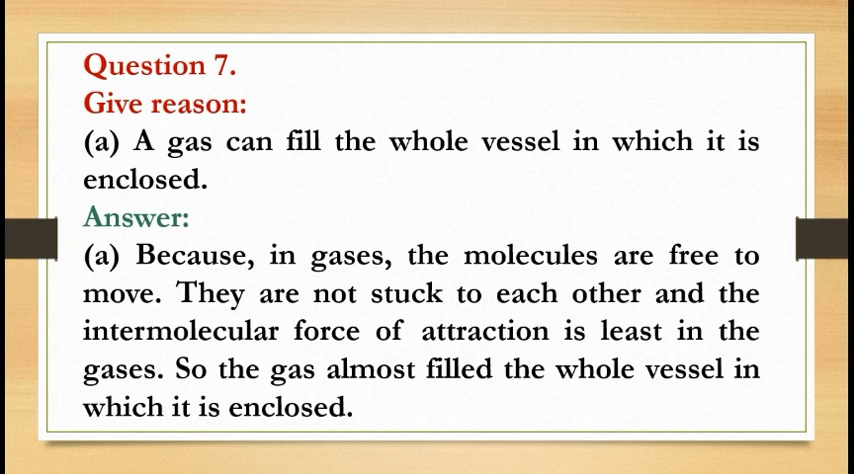 Question 7.
Give reason:
(a) A gas can fill the whole vessel in which it is
enclosed.
Answer:
(a) Because, in gases, the molecules are free to
move. They are not stuck to each other and the
intermolecular force of attraction is least in the
gases. So the gas almost filled the whole vessel in
which it is enclosed.